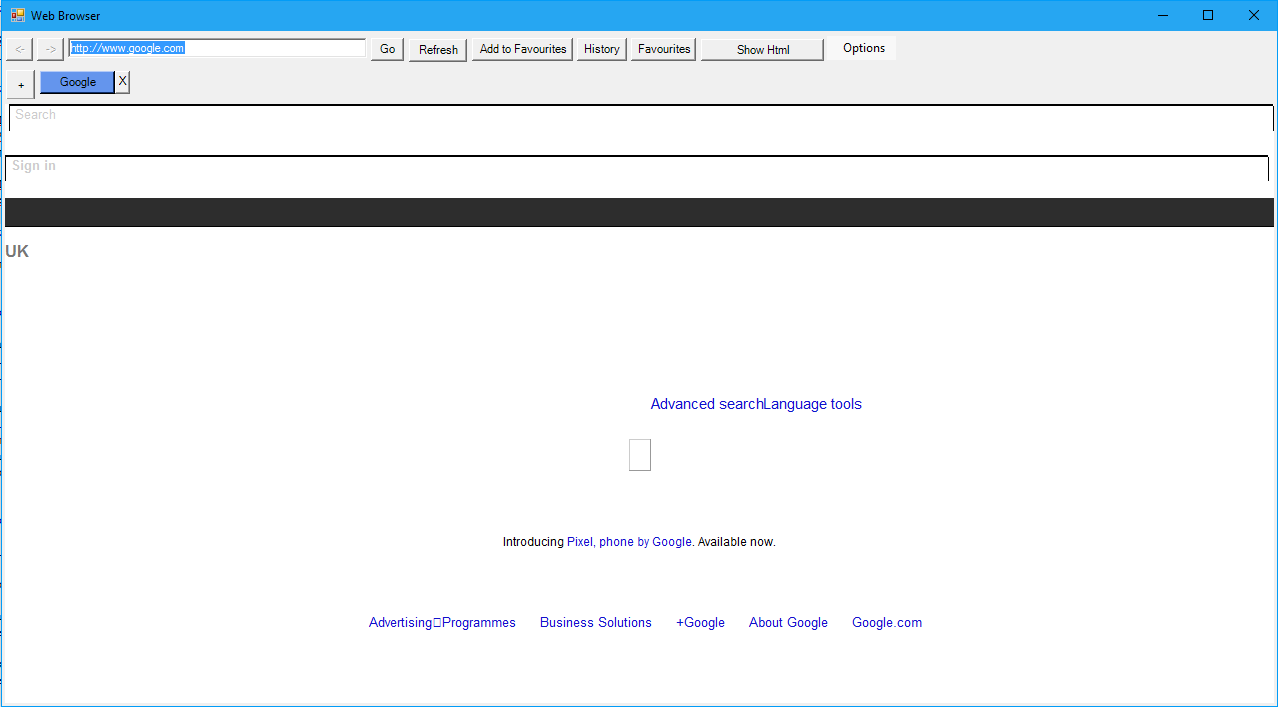 Web Browser
<- -> http://www.google.com Go Refresh Add to Favourites History Favourites Show Html Options
+ Google X
Search
Sign in
UK
Advanced searchLanguage tools
Introducing Pixel, phone by Google. Available now.
Advertising□Programmes Business Solutions +Google About Google Google.com